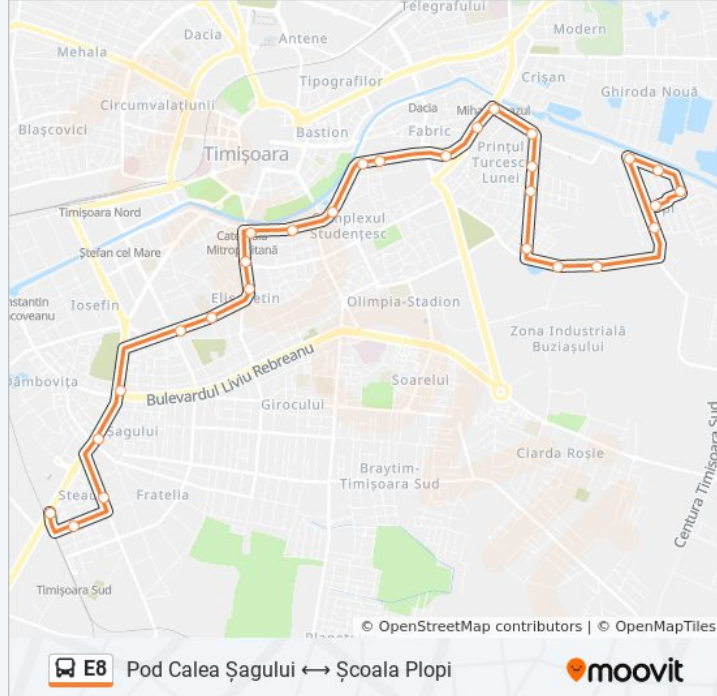 Telegrafului
Modern
Dacia
Antene
Mehala
Crișan
Tipografilor
Ghiroda Nouă
Circumvalațiunii
Dacia
Blașcovici
Bastion
Fabric
Timișoara
Prințul
Turcesc
Lunei
Timișoara Nord
Complexul
Studențesc
Mitropolitană
Ștefan cel Mare
Iosefin
Olimpia-Stadion
Zona Industrială
Buziașului
Dâmbovița
Bulevardul Liviu Rebreanu
Soarelui
Girocului
Șagului
Ciarda Roșie
Braytim-
Timișoara Sud
Fratelia
Centura Timișoara Sud
Timișoara Sud
© OpenStreetMap contributors | © OpenMapTiles
E8 Pod Calea Șagului ⟷ Școala Plopi
moovit